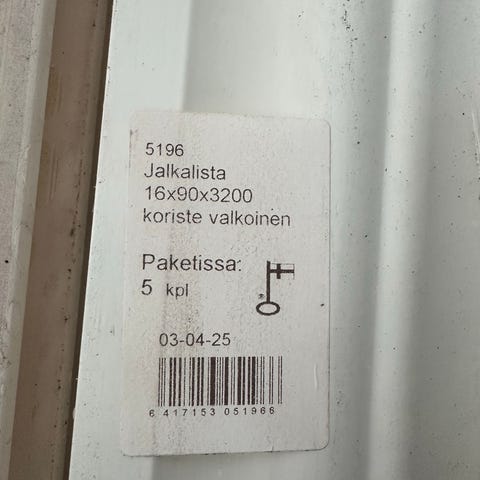 5196
Jalkalista
16x90x3200
koriste valkoinen
Paketissa:
5 kpl
03-04-25
6 417153 051966